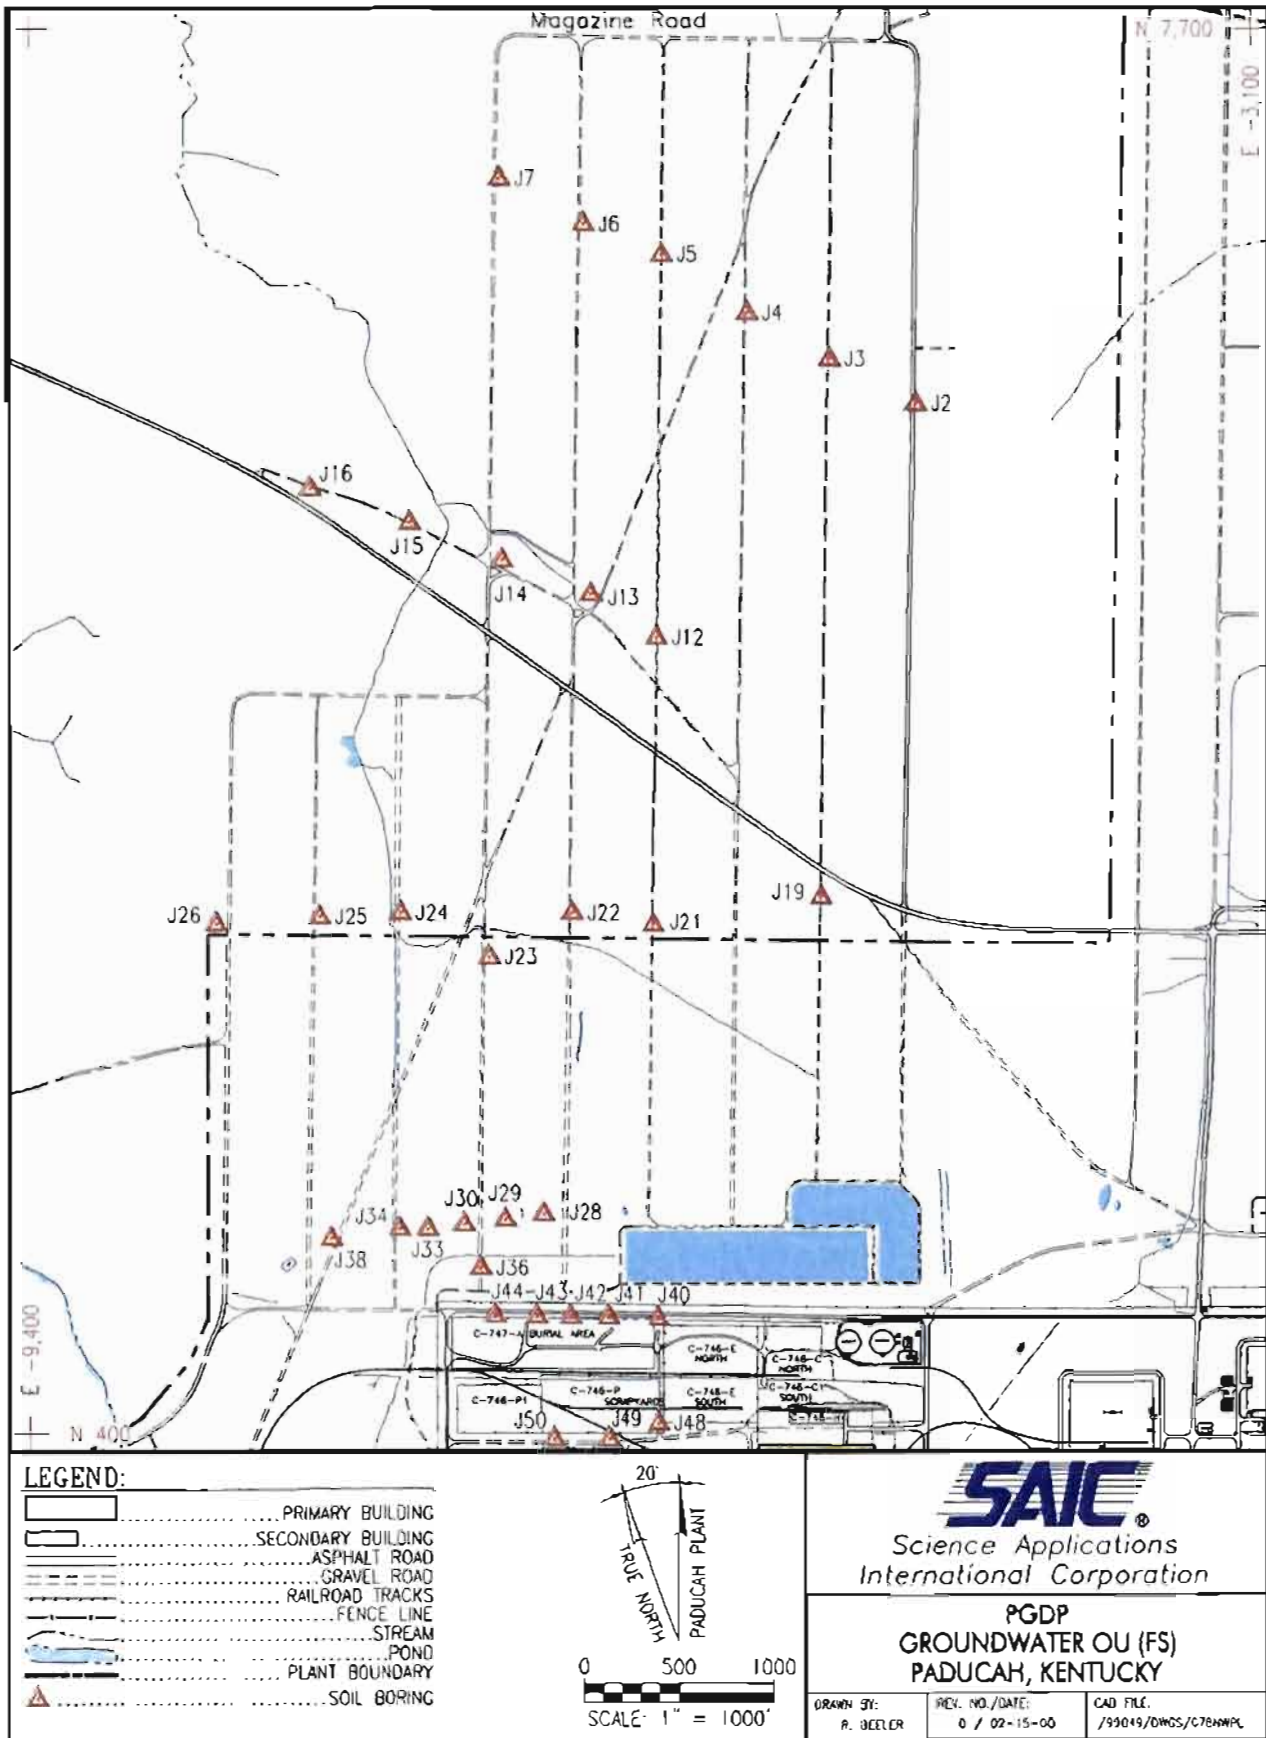 Magazine Road
N 7,700
E -3,100
J7
J6
J5
J4
J3
J2
J16
J15
J14
J13
J12
J19
J26
J25
J24
J22
J21
J23
J34
J30
J29
J28
J38
J33
J36
J44
J43
J42
J41
J40
C-747-A BURIAL AREA
C-746-E
NORTH
C-746-C
NORTH
C-746-P1
C-746-P
SCRAPYARDS
C-746-E
SOUTH
C-746-C1
SOUTH
J50
J49
J48
E -9,400
N 400
LEGEND:
PRIMARY BUILDING
SECONDARY BUILDING
ASPHALT ROAD
GRAVEL ROAD
RAILROAD TRACKS
FENCE LINE
STREAM
POND
PLANT BOUNDARY
SOIL BORING
20°
TRUE NORTH
PADUCAH PLANT
0 500 1000
SCALE: 1" = 1000'
SAIC®
Science Applications
International Corporation
PGDP
GROUNDWATER OU (FS)
PADUCAH, KENTUCKY
DRAWN BY:
R. BEELER
REV. NO./DATE:
0 / 02-15-00
CAD FILE: